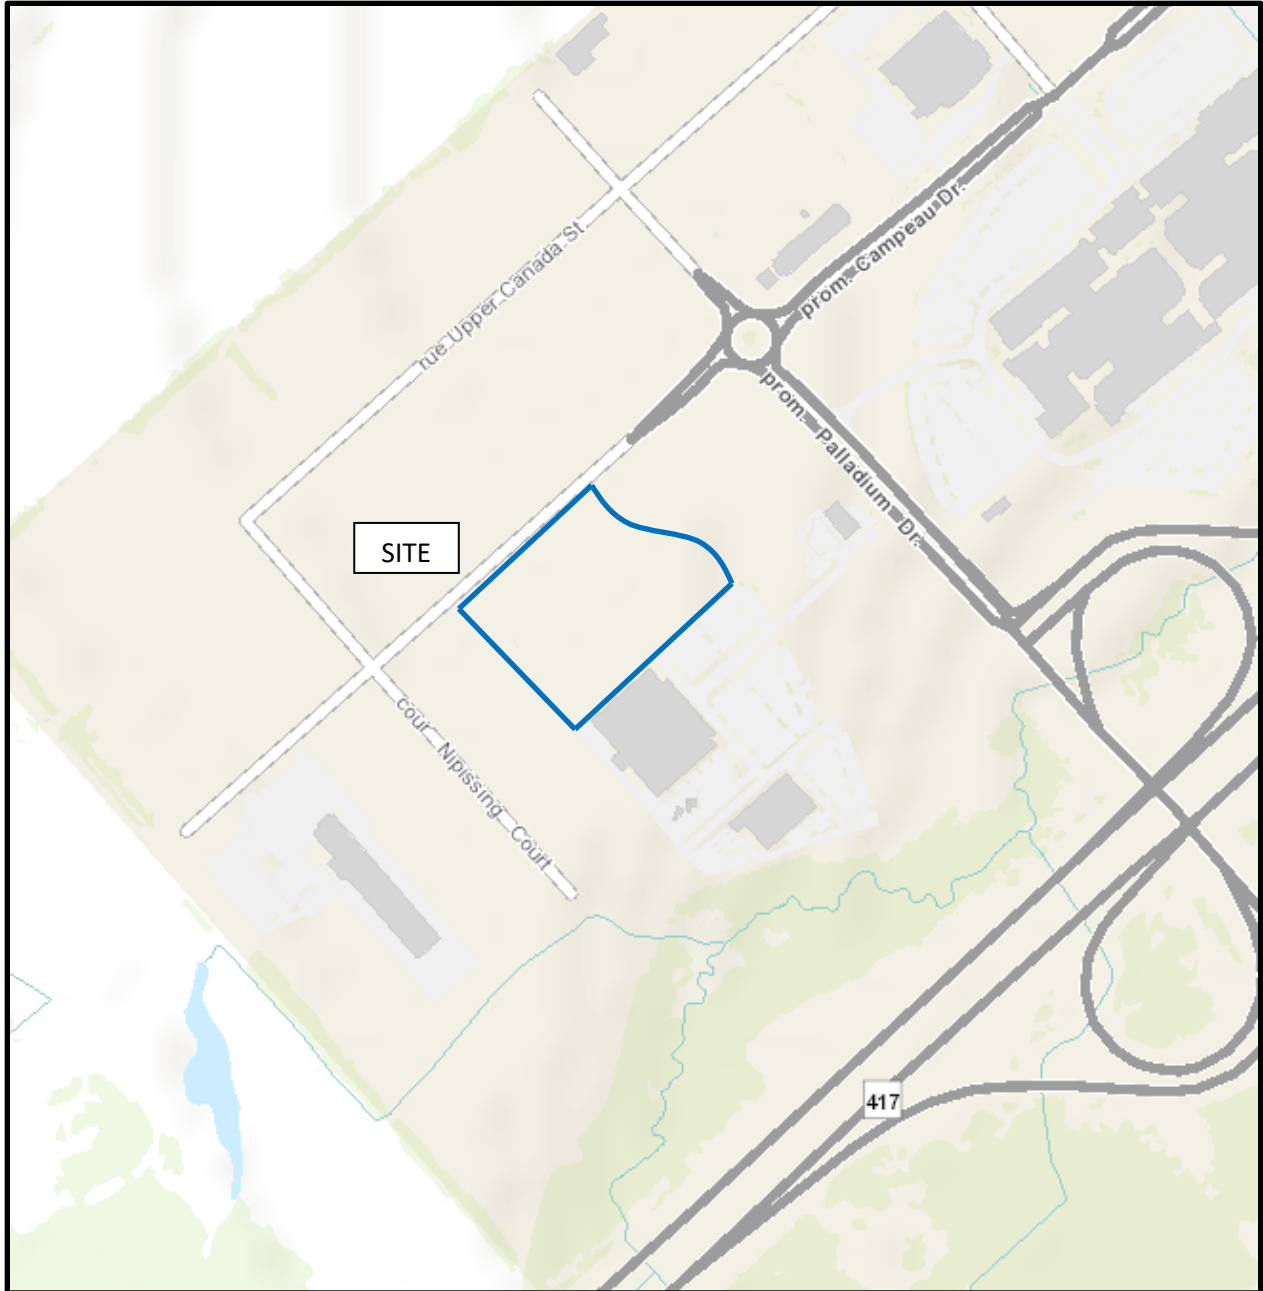 rue Upper Canada St
prom. Campeau Dr.
prom. Palladium Dr.
SITE
cour Nipissing Court
417